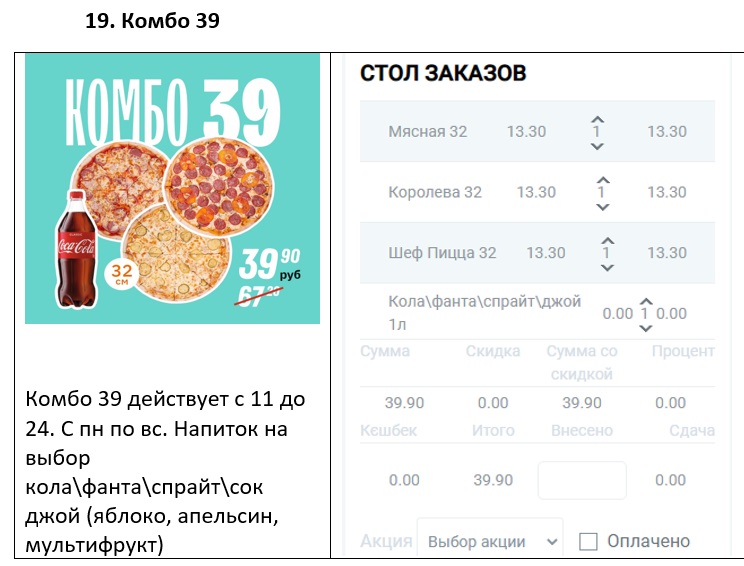 19. Комбо 39
КОМБО 39
Coca-Cola
32
см
39 90
руб
Комбо 39 действует с 11 до
24. С пн по вс. Напиток на
выбор
кола\фанта\спрайт\сок
джой (яблоко, апельсин,
мультифрукт)
СТОЛ ЗАКАЗОВ
Мясная 32 13.30 1 13.30
Королева 32 13.30 1 13.30
Шеф Пицца 32 13.30 1 13.30
Кола\фанта\спрайт\джой
1л 0.00 1 0.00
Сумма Скидка Сумма со Процент
скидкой
39.90 0.00 39.90 0.00
Кешбек Итого Внесено Сдача
0.00 39.90 0.00
Акция Выбор акции Оплачено